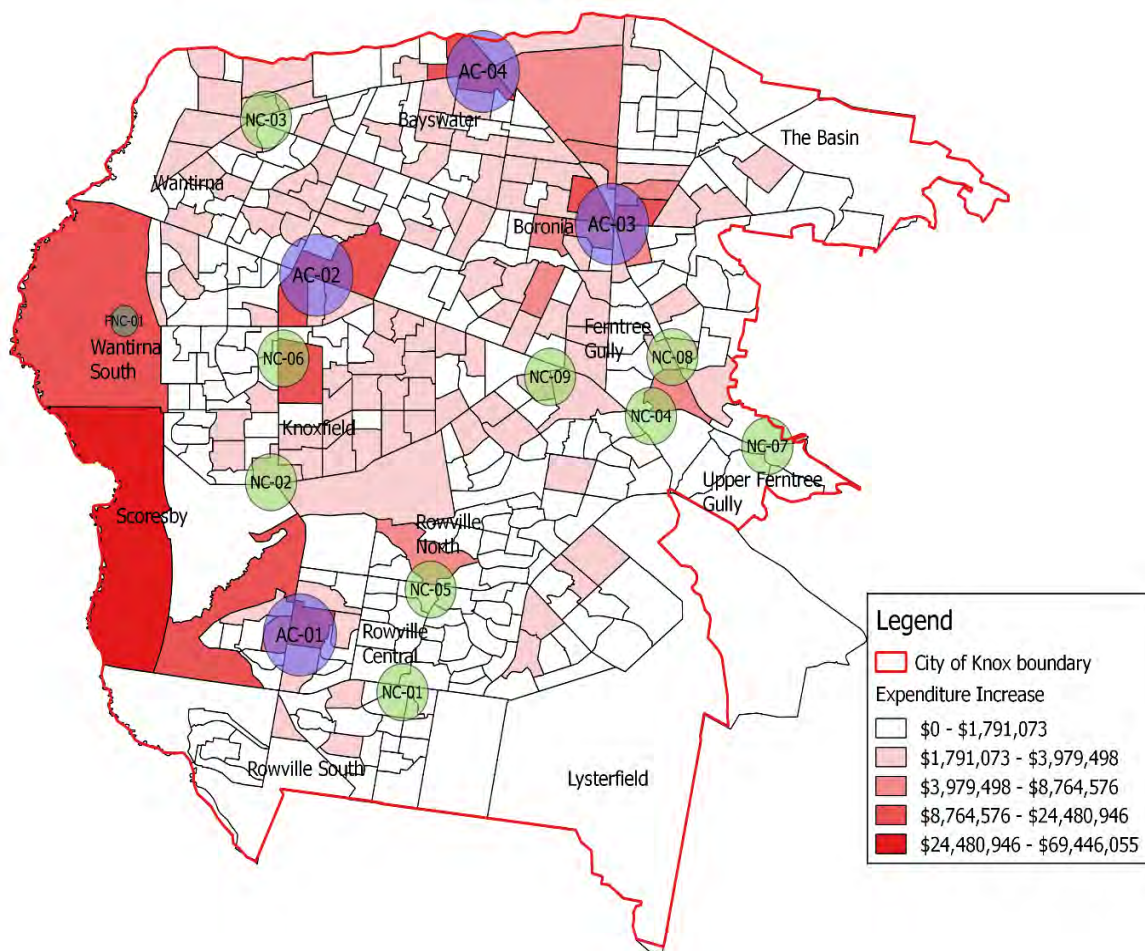 AC-04
NC-03
Bayswater
The Basin
Wantirna
AC-03
Boronia
AC-02
FNC-01
Wantirna
South
NC-06
Ferntree
Gully
NC-08
NC-09
NC-04
Knoxfield
NC-07
NC-02
Upper Ferntree
Gully
Scoresby
Rowville
North
NC-05
AC-01
Rowville
Central
NC-01
Rowville South
Lysterfield
Legend
City of Knox boundary
Expenditure Increase
$0 - $1,791,073
$1,791,073 - $3,979,498
$3,979,498 - $8,764,576
$8,764,576 - $24,480,946
$24,480,946 - $69,446,055